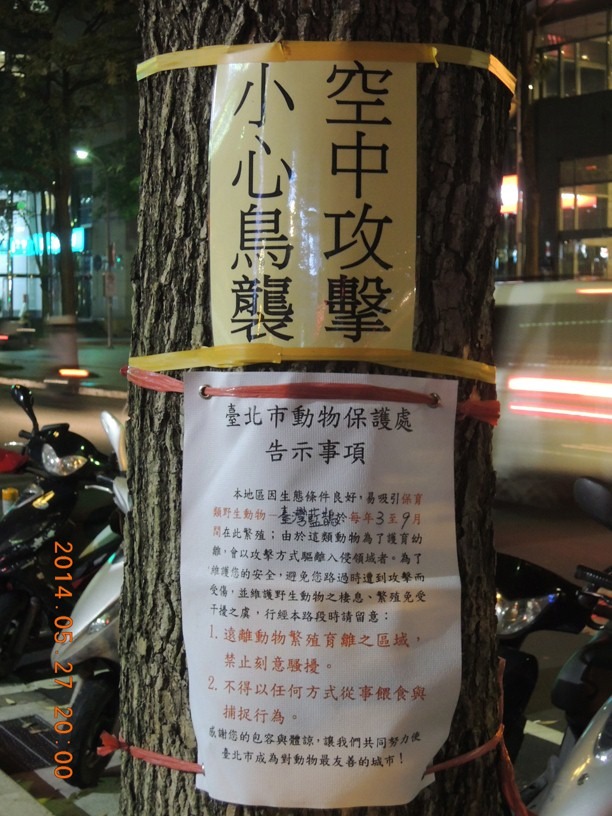 空中攻擊
小心鳥襲
臺北市動物保護處
告示事項
本地區因生態條件良好，易吸引保育
類野生動物－臺灣藍鵲於每年3至9月
間在此繁殖；由於這類動物為了護育幼
雛，會以攻擊方式驅離入侵領域者。為了
維護您的安全，避免您路過時遭到攻擊而
受傷，並維護野生動物之棲息、繁殖免受
干擾之虞，行經本路段時請留意：
1. 遠離動物繁殖育雛之區域，
禁止刻意騷擾。
2. 不得以任何方式從事餵食與
捕捉行為。
感謝您的包容與體諒，讓我們共同努力使
臺北市成為對動物最友善的城市！
2014.05.27 20:00